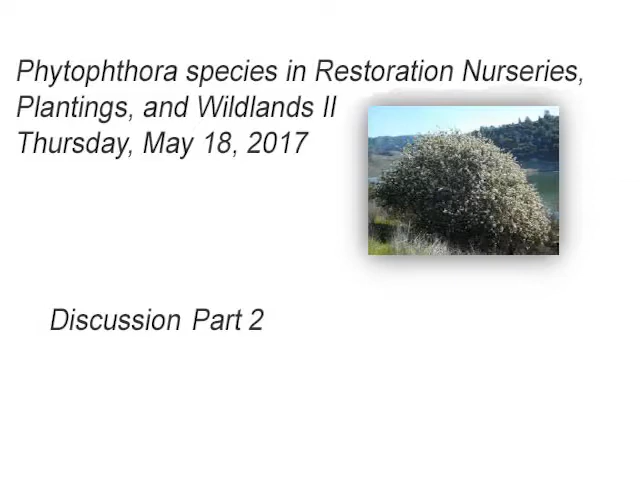 Phytophthora species in Restoration Nurseries,
Plantings, and Wildlands II
Thursday, May 18, 2017
Discussion Part 2